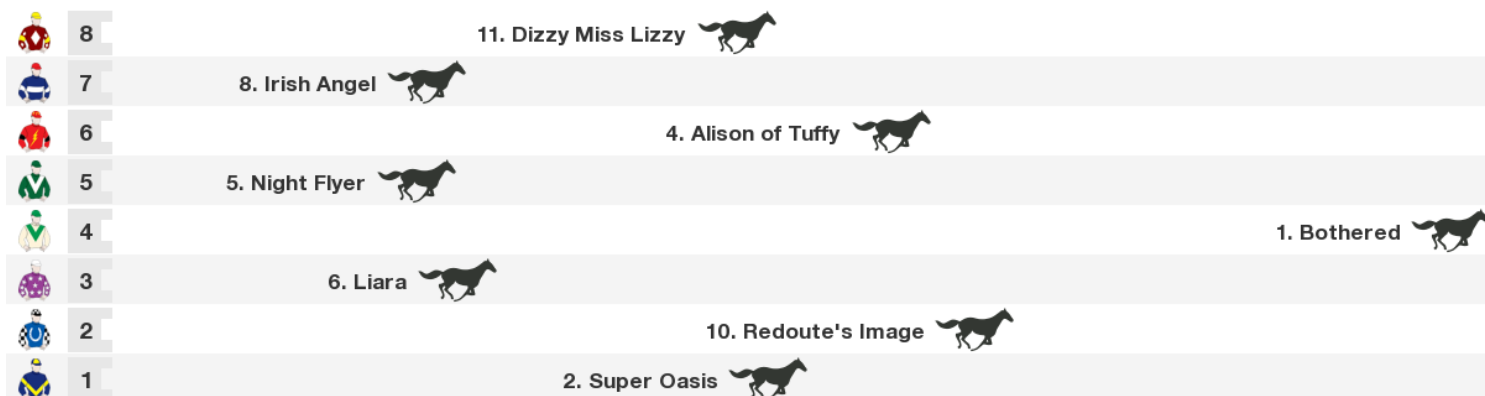 8 11. Dizzy Miss Lizzy
7 8. Irish Angel
6 4. Alison of Tuffy
5 5. Night Flyer
4 1. Bothered
3 6. Liara
2 10. Redoute's Image
1 2. Super Oasis